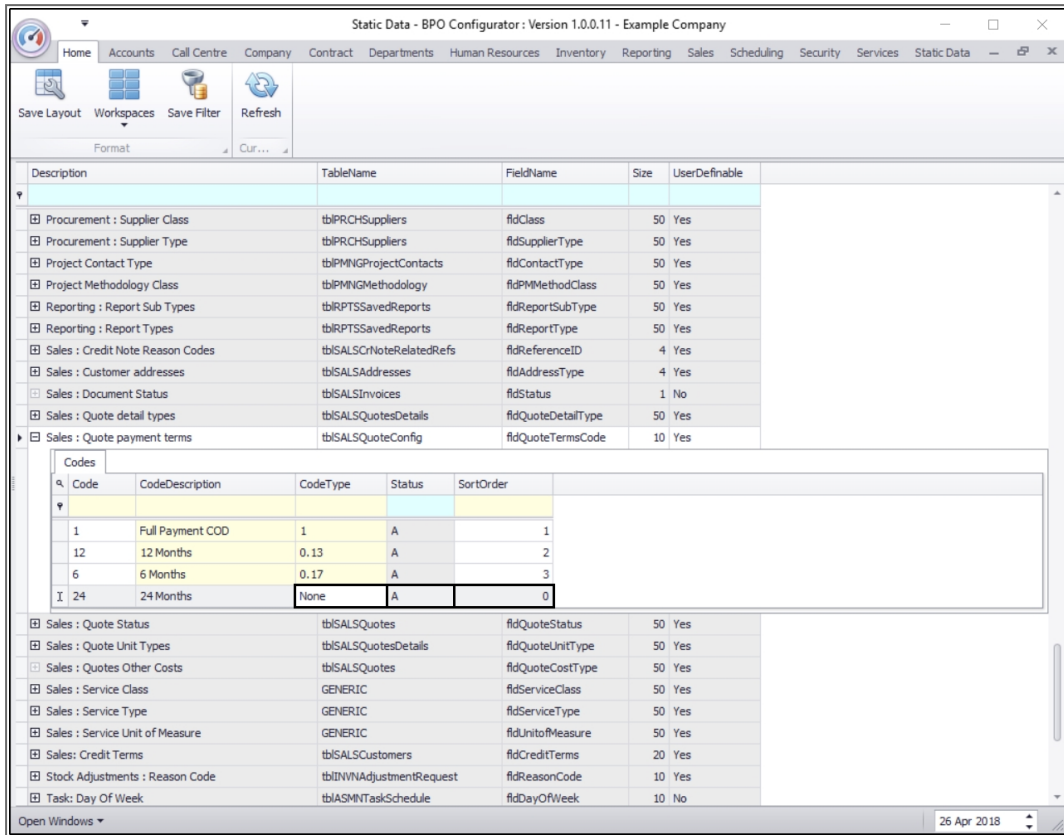 Static Data - BPO Configurator : Version 1.0.0.11 - Example Company
Home Accounts Call Centre Company Contract Departments Human Resources Inventory Reporting Sales Scheduling Security Services Static Data
Save Layout Workspaces Save Filter Refresh
Format Cur...
Description TableName FieldName Size UserDefinable
Procurement : Supplier Class tblPRCHSuppliers fldClass 50 Yes
Procurement : Supplier Type tblPRCHSuppliers fldSupplierType 50 Yes
Project Contact Type tblPMNGProjectContacts fldContactType 50 Yes
Project Methodology Class tblPMNGMethodology fldPMMethodClass 50 Yes
Reporting : Report Sub Types tblRPTSSavedReports fldReportSubType 50 Yes
Reporting : Report Types tblRPTSSavedReports fldReportType 50 Yes
Sales : Credit Note Reason Codes tblSALSCrNoteRelatedRefs fldReferenceID 4 Yes
Sales : Customer addresses tblSALSAddresses fldAddressType 4 Yes
Sales : Document Status tblSALSInvoices fldStatus 1 No
Sales : Quote detail types tblSALSQuotesDetails fldQuoteDetailType 50 Yes
Sales : Quote payment terms tblSALSQuoteConfig fldQuoteTermsCode 10 Yes
Codes
Code CodeDescription CodeType Status SortOrder
1 Full Payment COD 1 A 1
12 12 Months 0.13 A 2
6 6 Months 0.17 A 3
24 24 Months None A 0
Sales : Quote Status tblSALSQuotes fldQuoteStatus 50 Yes
Sales : Quote Unit Types tblSALSQuotesDetails fldQuoteUnitType 50 Yes
Sales : Quotes Other Costs tblSALSQuotes fldQuoteCostType 50 Yes
Sales : Service Class GENERIC fldServiceClass 50 Yes
Sales : Service Type GENERIC fldServiceType 50 Yes
Sales : Service Unit of Measure GENERIC fldUnitofMeasure 50 Yes
Sales: Credit Terms tblSALSCustomers fldCreditTerms 20 Yes
Stock Adjustments : Reason Code tblINVNAdjustmentRequest fldReasonCode 10 Yes
Task: Day Of Week tblASMNTaskSchedule fldDayOfWeek 10 No
Open Windows 26 Apr 2018